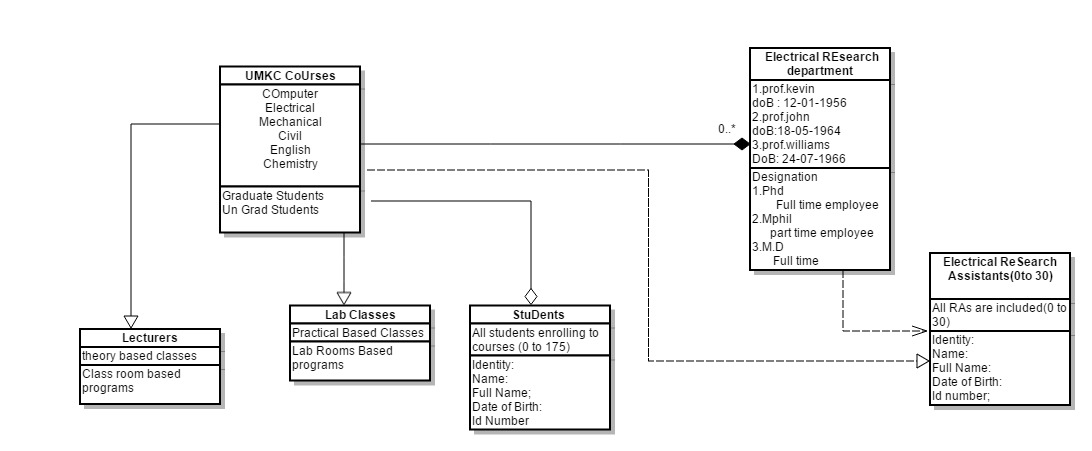 UMKC CoUrses
COmputer
Electrical
Mechanical
Civil
English
Chemistry
Graduate Students
Un Grad Students
0..*
Electrical REsearch
department
1.prof.kevin
doB : 12-01-1956
2.prof.john
doB:18-05-1964
3.prof.williams
DoB: 24-07-1966
Designation
1.Phd
Full time employee
2.Mphil
part time employee
3.M.D
Full time
Electrical ReSearch
Assistants(0to 30)
All RAs are included(0 to
30)
Identity:
Name:
Full Name:
Date of Birth:
Id number;
Lecturers
theory based classes
Class room based
programs
Lab Classes
Practical Based Classes
Lab Rooms Based
programs
StuDents
All students enrolling to
courses (0 to 175)
Identity:
Name:
Full Name;
Date of Birth:
Id Number